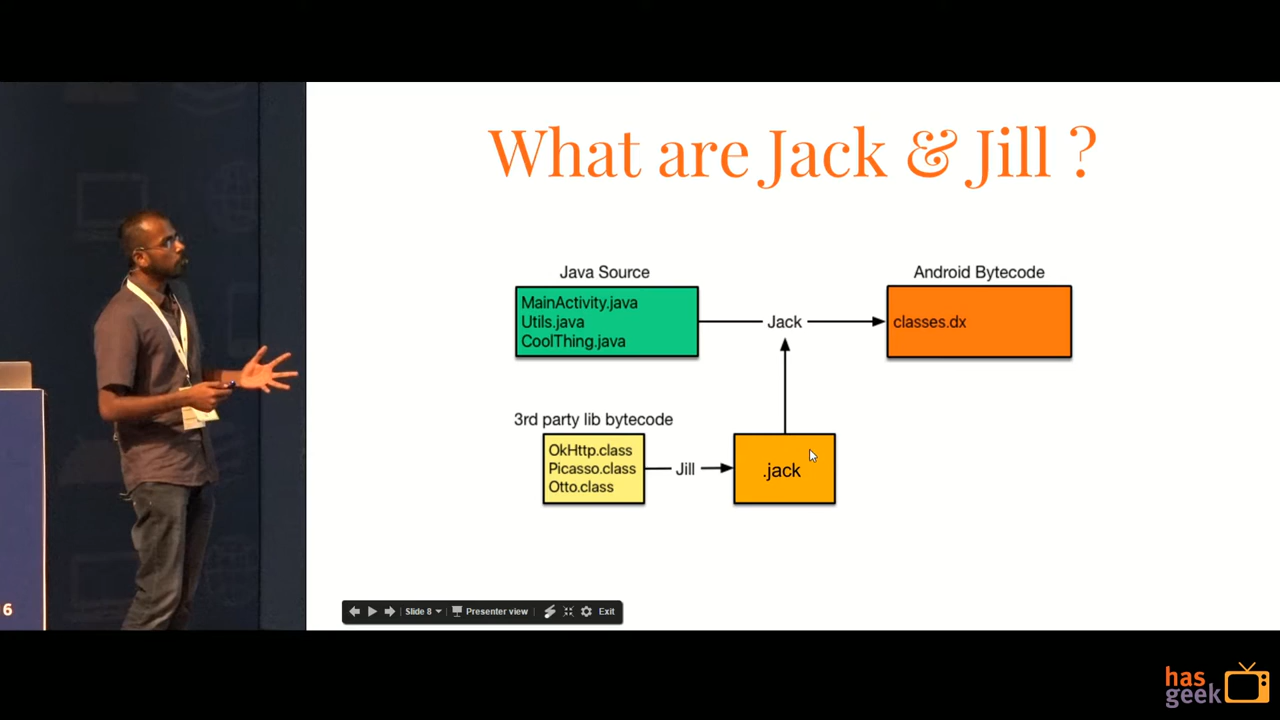 What are Jack & Jill ?
Java Source
MainActivity.java
Utils.java
CoolThing.java
Jack
Android Bytecode
classes.dx
3rd party lib bytecode
OkHttp.class
Picasso.class
Otto.class
Jill
.jack
Slide 8
Presenter view
Exit
6
has
geek